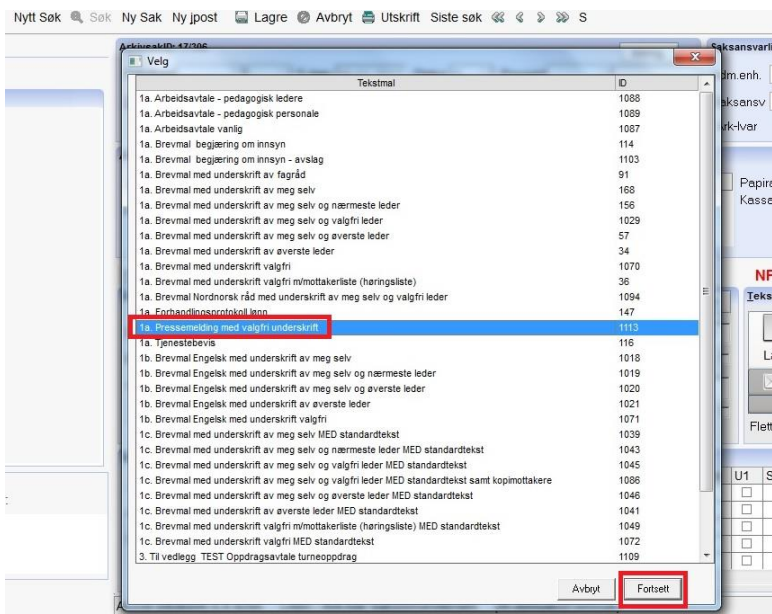 Nytt Søk Søk Ny Sak Ny jpost Lagre Avbryt Utskrift Siste søk S
ArkivsakID: 17/306
Velg
Tekstmal ID
1a. Arbeidsavtale - pedagogisk ledere 1088
1a. Arbeidsavtale - pedagogisk personale 1089
1a. Arbeidsavtale vanlig 1087
1a. Brevmal begjæring om innsyn 114
1a. Brevmal begjæring om innsyn - avslag 1103
1a. Brevmal med underskrift av fagråd 91
1a. Brevmal med underskrift av meg selv 168
1a. Brevmal med underskrift av meg selv og nærmeste leder 156
1a. Brevmal med underskrift av meg selv og valgfri leder 1029
1a. Brevmal med underskrift av meg selv og øverste leder 57
1a. Brevmal med underskrift av øverste leder 34
1a. Brevmal med underskrift valgfri 1070
1a. Brevmal med underskrift valgfri m/mottakerliste (høringsliste) 36
1a. Brevmal Nordnorsk råd med underskrift av meg selv og valgfri leder 1094
1a. Forhandlingsprotokoll lønn 147
1a. Pressemelding med valgfri underskrift 1113
1a. Tjenestebevis 116
1b. Brevmal Engelsk med underskrift av meg selv 1018
1b. Brevmal Engelsk med underskrift av meg selv og nærmeste leder 1019
1b. Brevmal Engelsk med underskrift av meg selv og øverste leder 1020
1b. Brevmal Engelsk med underskrift av øverste leder 1021
1b. Brevmal Engelsk med underskrift valgfri 1071
1c. Brevmal med underskrift av meg selv MED standardtekst 1039
1c. Brevmal med underskrift av meg selv og nærmeste leder MED standardtekst 1043
1c. Brevmal med underskrift av meg selv og valgfri leder MED standardtekst 1045
1c. Brevmal med underskrift av meg selv og valgfri leder MED standardtekst samt kopimottakere 1086
1c. Brevmal med underskrift av meg selv og øverste leder MED standardtekst 1046
1c. Brevmal med underskrift av øverste leder MED standardtekst 1041
1c. Brevmal med underskrift valgfri m/mottakerliste (høringsliste) MED standardtekst 1049
1c. Brevmal med underskrift valgfri MED standardtekst 1072
3. Til vedlegg TEST Oppdragsavtale turneoppdrag 1109
Avbryt Fortsett
Saksansvarli
dm.enh.
aksansv
rk-Ivar
Papira
Kassa
NF
Teks
Flett
U1 S